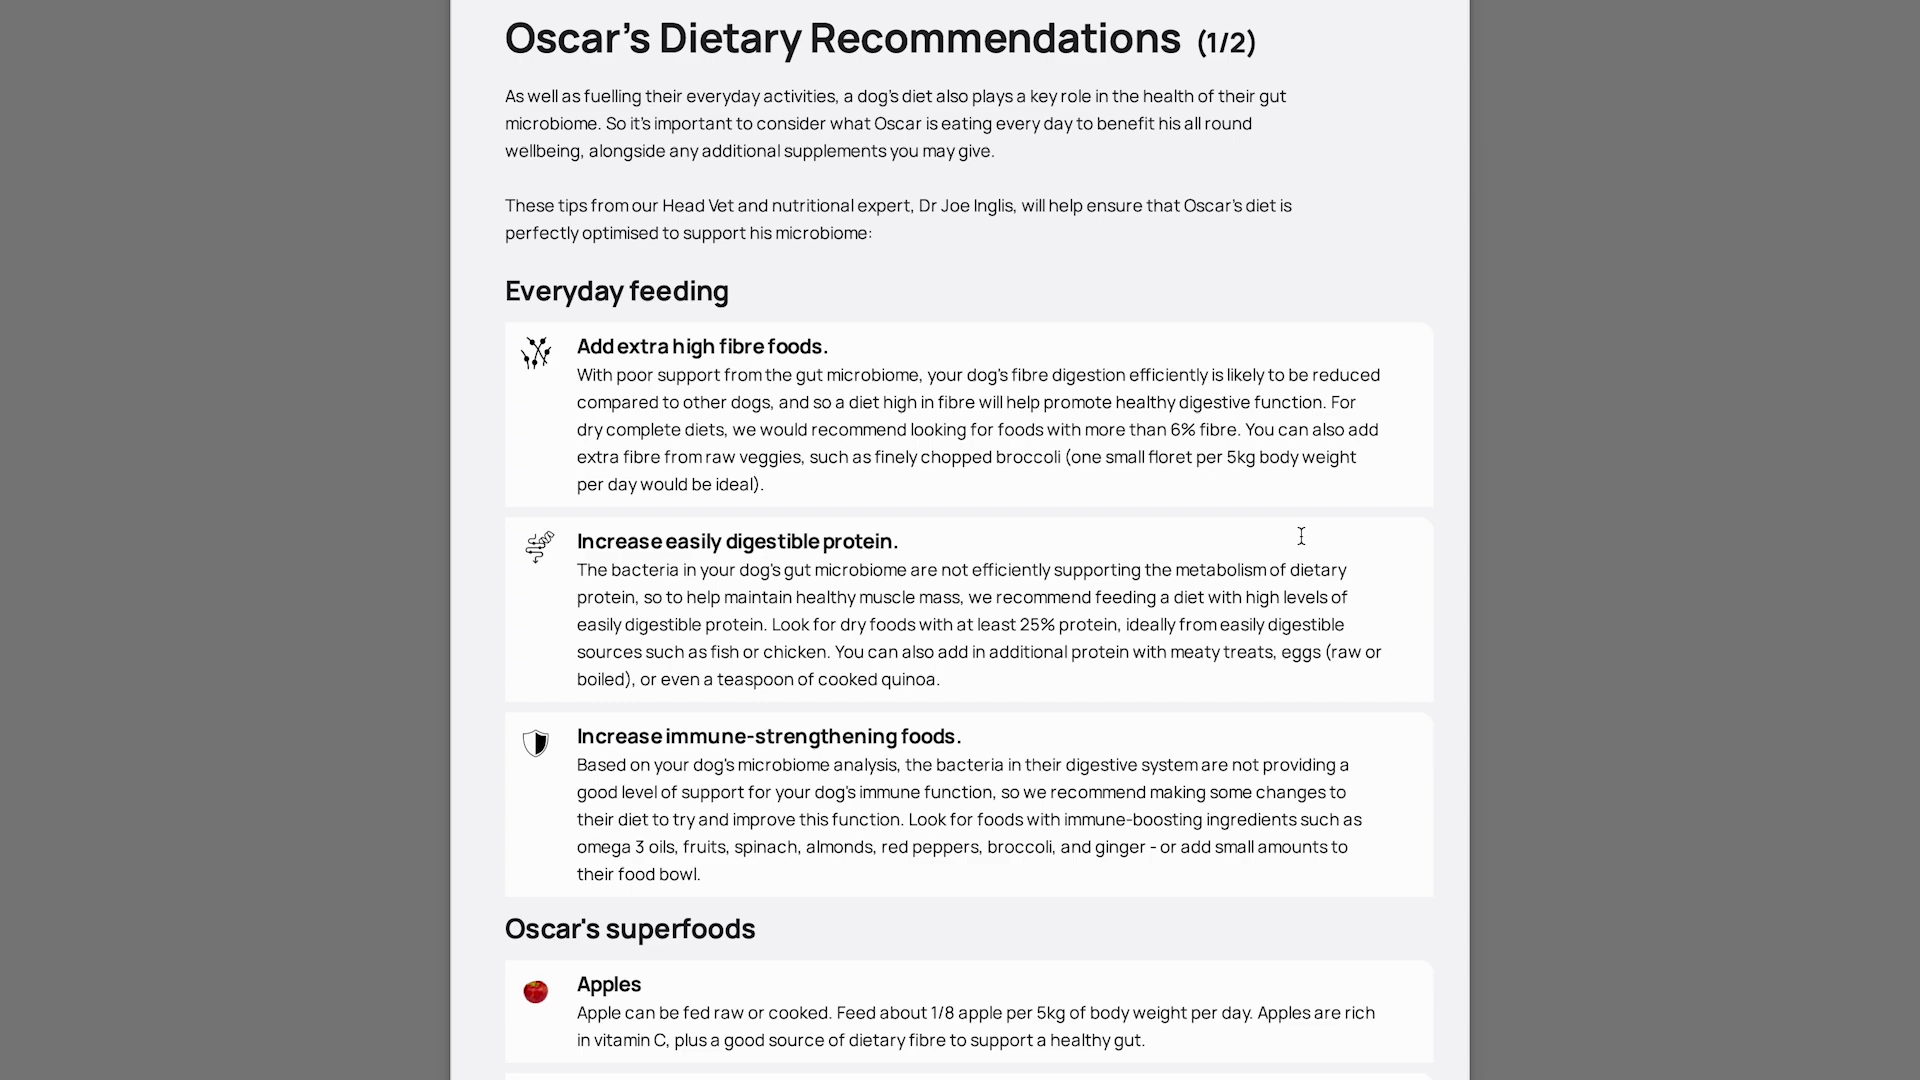 Oscar's Dietary Recommendations (1/2)
As well as fuelling their everyday activities, a dog's diet also plays a key role in the health of their gut
microbiome. So it's important to consider what Oscar is eating every day to benefit his all round
wellbeing, alongside any additional supplements you may give.
These tips from our Head Vet and nutritional expert, Dr Joe Inglis, will help ensure that Oscar's diet is
perfectly optimised to support his microbiome:
Everyday feeding
Add extra high fibre foods.
With poor support from the gut microbiome, your dog's fibre digestion efficiently is likely to be reduced
compared to other dogs, and so a diet high in fibre will help promote healthy digestive function. For
dry complete diets, we would recommend looking for foods with more than 6% fibre. You can also add
extra fibre from raw veggies, such as finely chopped broccoli (one small floret per 5kg body weight
per day would be ideal).
Increase easily digestible protein.
The bacteria in your dog's gut microbiome are not efficiently supporting the metabolism of dietary
protein, so to help maintain healthy muscle mass, we recommend feeding a diet with high levels of
easily digestible protein. Look for dry foods with at least 25% protein, ideally from easily digestible
sources such as fish or chicken. You can also add in additional protein with meaty treats, eggs (raw or
boiled), or even a teaspoon of cooked quinoa.
Increase immune-strengthening foods.
Based on your dog's microbiome analysis, the bacteria in their digestive system are not providing a
good level of support for your dog's immune function, so we recommend making some changes to
their diet to try and improve this function. Look for foods with immune-boosting ingredients such as
omega 3 oils, fruits, spinach, almonds, red peppers, broccoli, and ginger - or add small amounts to
their food bowl.
Oscar's superfoods
Apples
Apple can be fed raw or cooked. Feed about 1/8 apple per 5kg of body weight per day. Apples are rich
in vitamin C, plus a good source of dietary fibre to support a healthy gut.